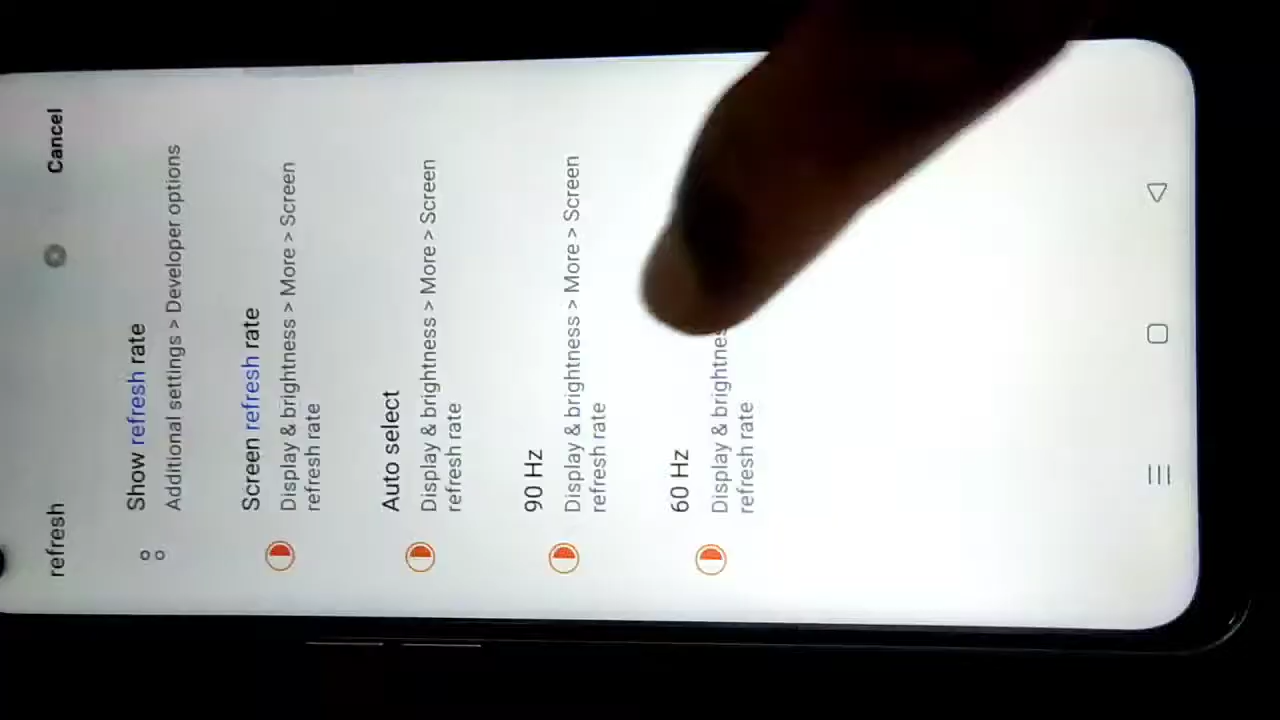 refresh
Cancel
Show refresh rate
Additional settings > Developer options
Screen refresh rate
Display & brightness > More > Screen
refresh rate
Auto select
Display & brightness > More > Screen
refresh rate
90 Hz
Display & brightness > More > Screen
refresh rate
60 Hz
Display &
refresh rate